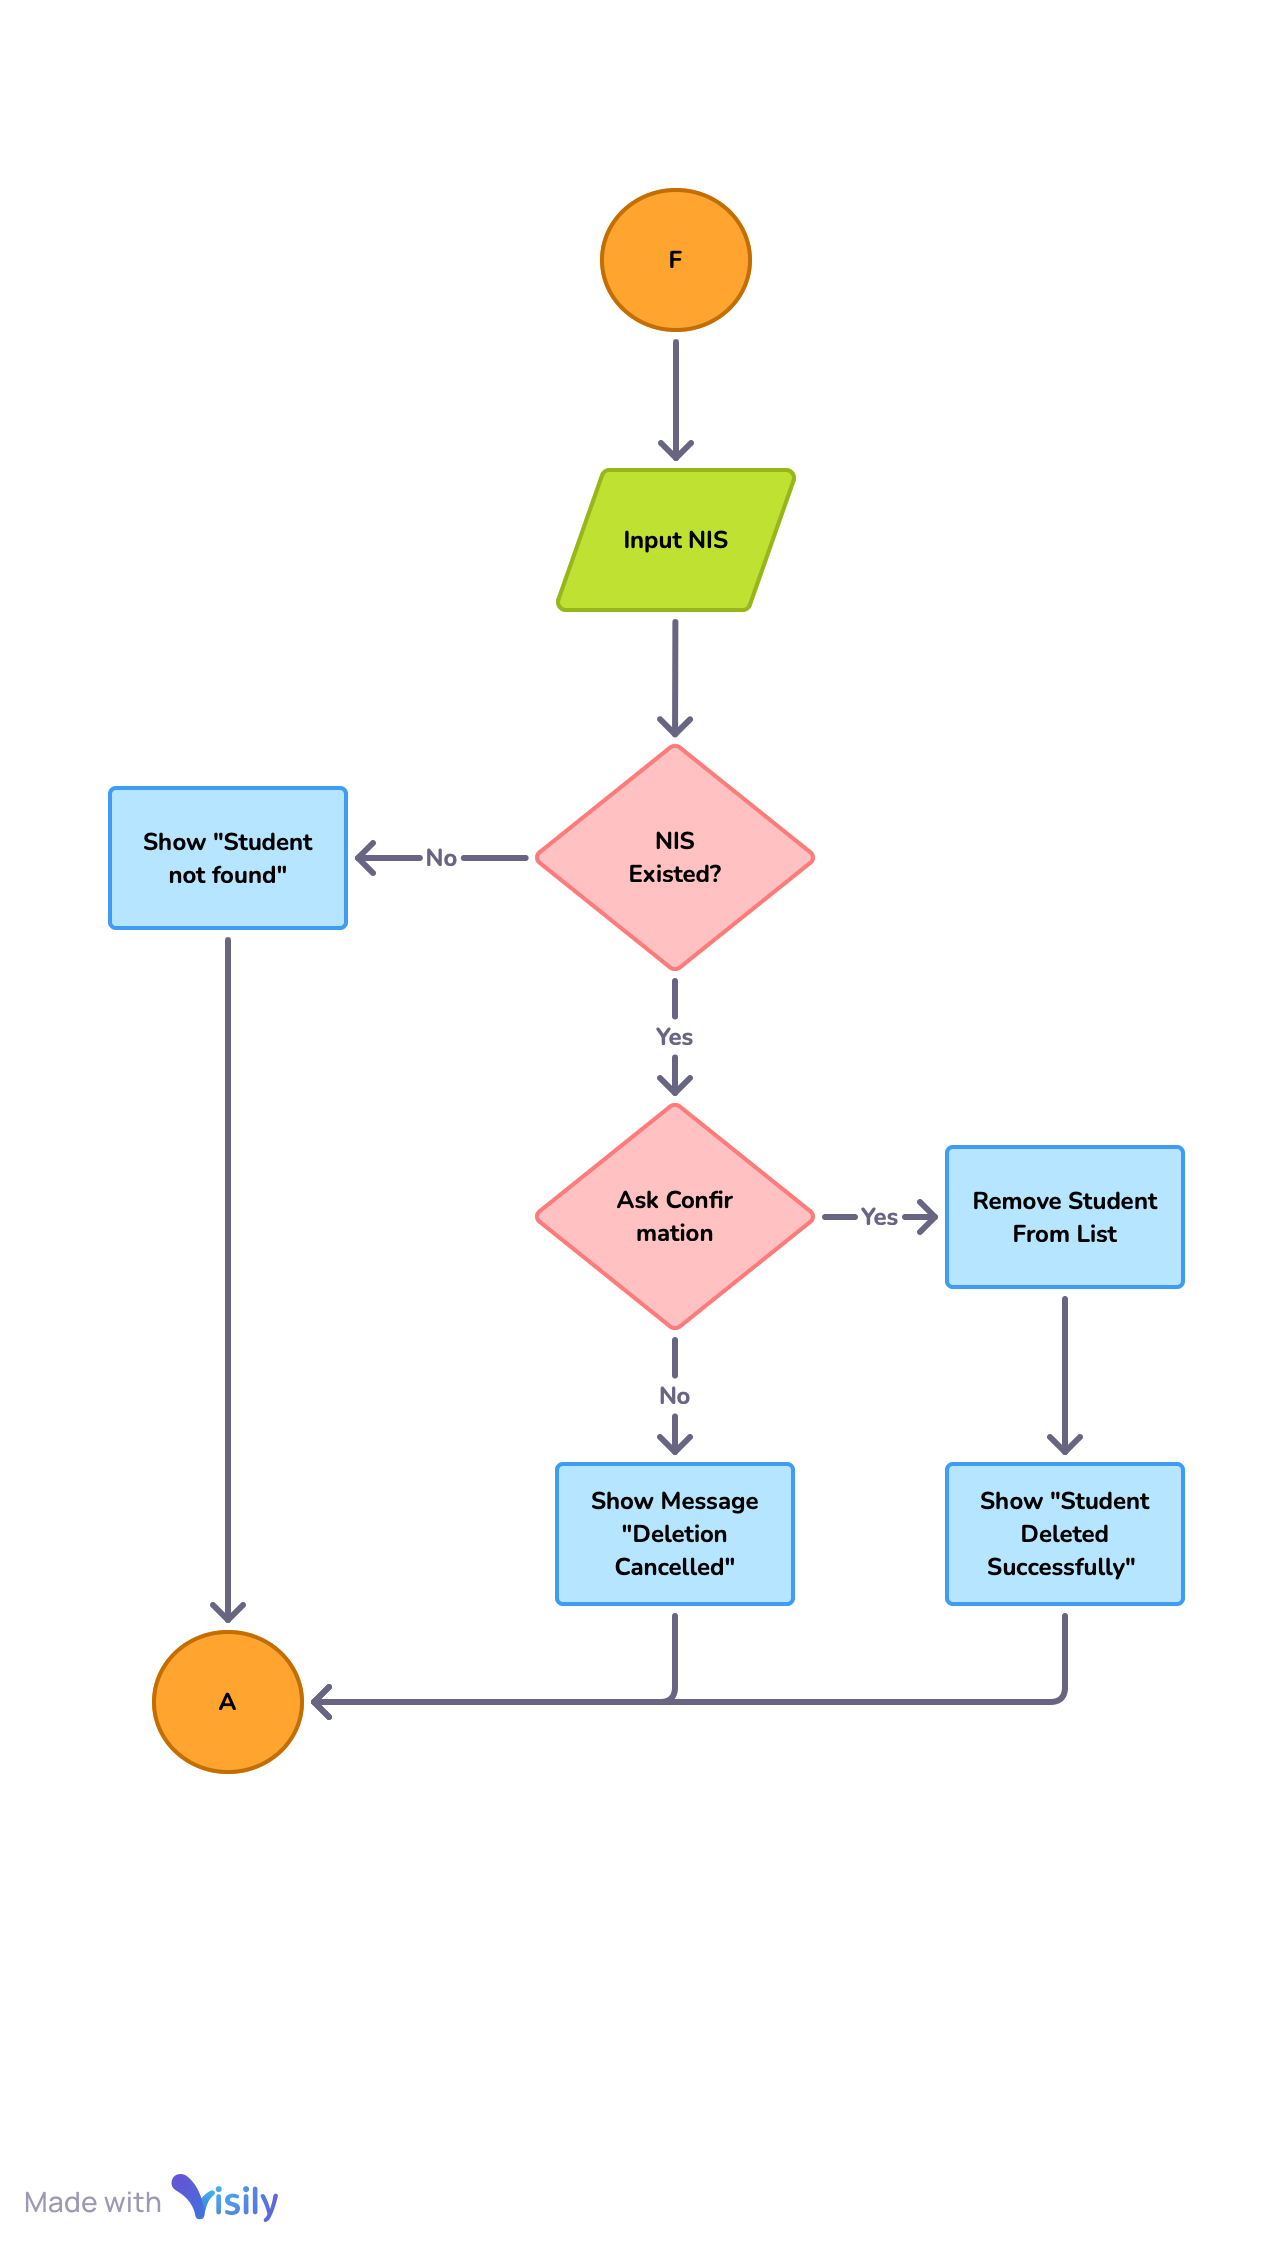 F
Input NIS
NIS
Existed?
No
Show "Student
not found"
Yes
Ask Confir
mation
Yes
Remove Student
From List
No
Show Message
"Deletion
Cancelled"
Show "Student
Deleted
Successfully"
A
Made with Visily